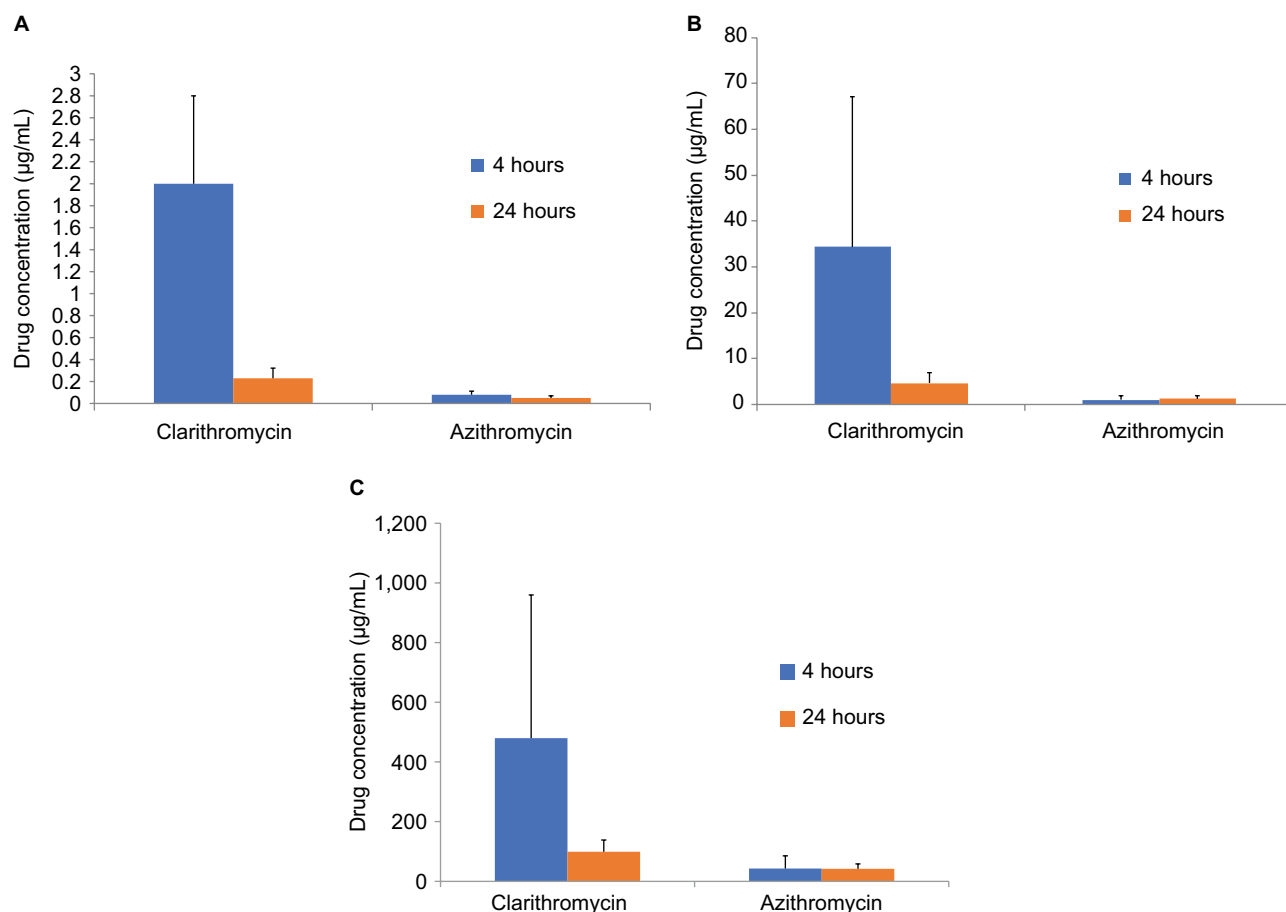 A
Drug concentration (µg/mL)
3
2.8
2.6
2.4
2.2
2
1.8
1.6
1.4
1.2
1
0.8
0.6
0.4
0.2
0
4 hours
24 hours
Clarithromycin
Azithromycin
B
Drug concentration (µg/mL)
80
70
60
50
40
30
20
10
0
4 hours
24 hours
Clarithromycin
Azithromycin
C
Drug concentration (µg/mL)
1,200
1,000
800
600
400
200
0
4 hours
24 hours
Clarithromycin
Azithromycin